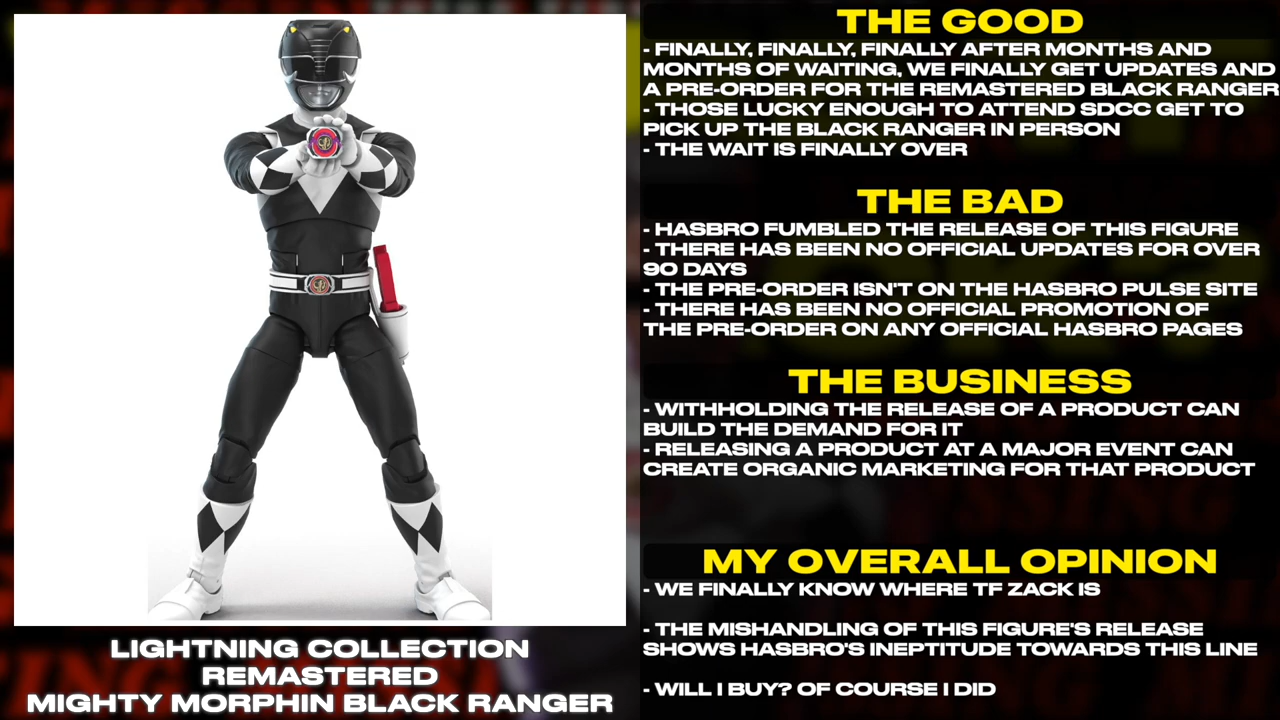 THE GOOD
- FINALLY, FINALLY, FINALLY AFTER MONTHS AND
MONTHS OF WAITING, WE FINALLY GET UPDATES AND
A PRE-ORDER FOR THE REMASTERED BLACK RANGER
- THOSE LUCKY ENOUGH TO ATTEND SDCC GET TO
PICK UP THE BLACK RANGER IN PERSON
- THE WAIT IS FINALLY OVER
THE BAD
- HASBRO FUMBLED THE RELEASE OF THIS FIGURE
- THERE HAS BEEN NO OFFICIAL UPDATES FOR OVER
90 DAYS
- THE PRE-ORDER ISN'T ON THE HASBRO PULSE SITE
- THERE HAS BEEN NO OFFICIAL PROMOTION OF
THE PRE-ORDER ON ANY OFFICIAL HASBRO PAGES
THE BUSINESS
- WITHHOLDING THE RELEASE OF A PRODUCT CAN
BUILD THE DEMAND FOR IT
- RELEASING A PRODUCT AT A MAJOR EVENT CAN
CREATE ORGANIC MARKETING FOR THAT PRODUCT
MY OVERALL OPINION
- WE FINALLY KNOW WHERE TF ZACK IS
- THE MISHANDLING OF THIS FIGURE'S RELEASE
SHOWS HASBRO'S INEPTITUDE TOWARDS THIS LINE
- WILL I BUY? OF COURSE I DID
LIGHTNING COLLECTION
REMASTERED
MIGHTY MORPHIN BLACK RANGER